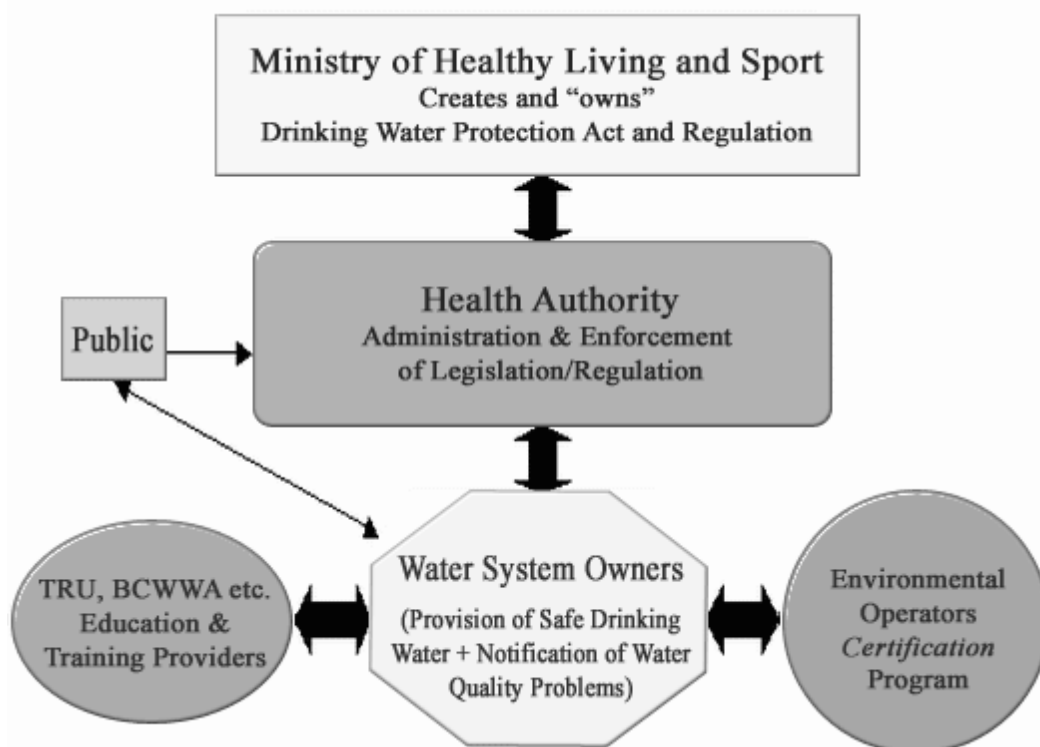 Ministry of Healthy Living and Sport
Creates and “owns”
Drinking Water Protection Act and Regulation
Health Authority
Administration & Enforcement
of Legislation/Regulation
Public
Water System Owners
(Provision of Safe Drinking
Water + Notification of Water
Quality Problems)
TRU, BCWWA etc.
Education &
Training Providers
Environmental
Operators
Certification
Program